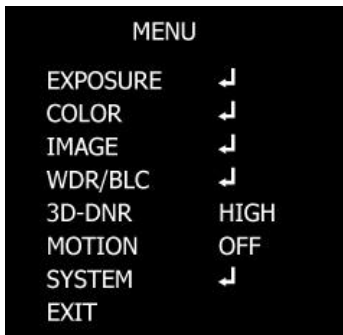 MENU
EXPOSURE ↲
COLOR ↲
IMAGE ↲
WDR/BLC ↲
3D-DNR HIGH
MOTION OFF
SYSTEM ↲
EXIT